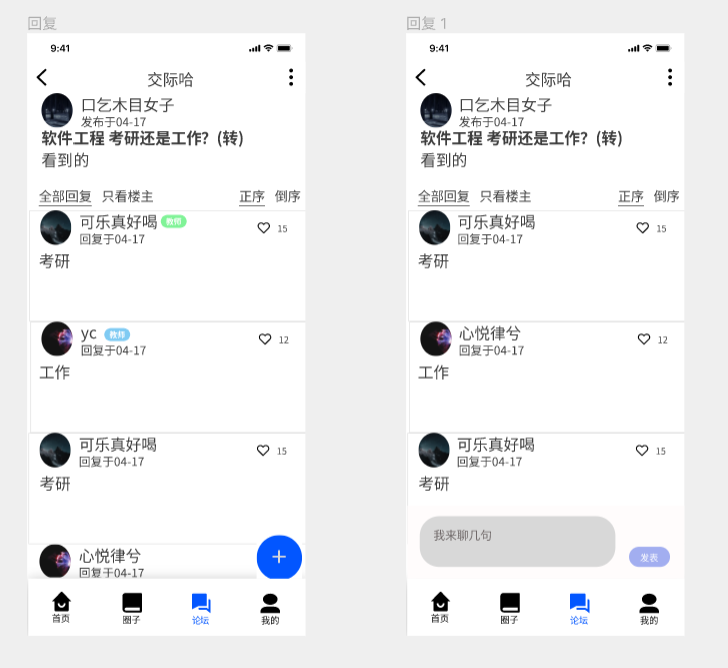 回复
9:41
交际哈
口乞木目女子
发布于04-17
软件工程 考研还是工作？(转)
看到的
全部回复 只看楼主 正序 倒序
可乐真好喝 教师 15
回复于04-17
考研
yc 教师 12
回复于04-17
工作
可乐真好喝 15
回复于04-17
考研
心悦律兮
回复于04-17
+
首页 圈子 论坛 我的
回复 1
9:41
交际哈
口乞木目女子
发布于04-17
软件工程 考研还是工作？(转)
看到的
全部回复 只看楼主 正序 倒序
可乐真好喝 15
回复于04-17
考研
心悦律兮 12
回复于04-17
工作
可乐真好喝 15
回复于04-17
考研
我来聊几句
发表
首页 圈子 论坛 我的